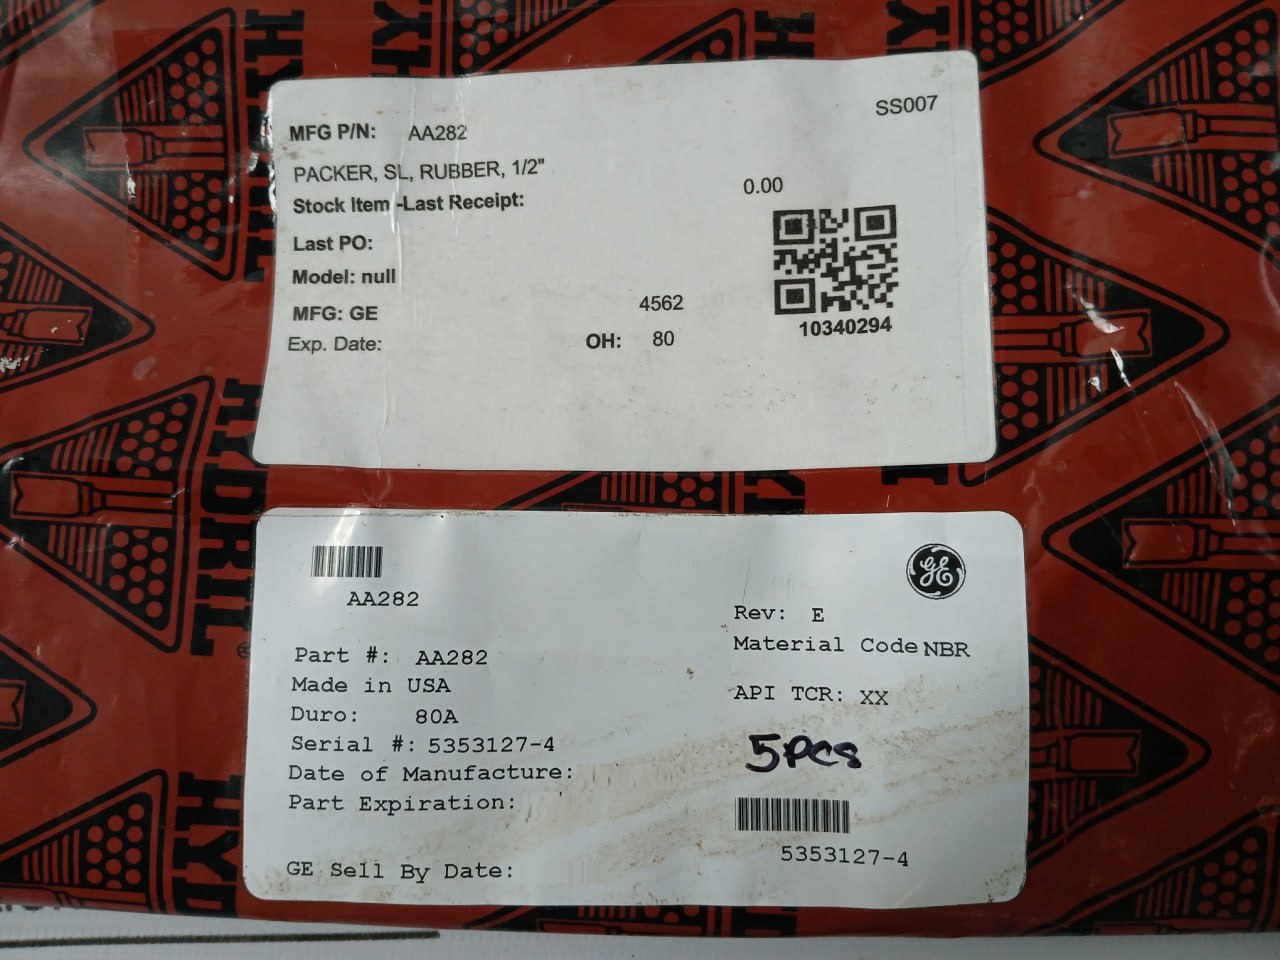 SS007
MFG P/N: AA282
PACKER, SL, RUBBER, 1/2"
0.00
Stock Item -Last Receipt:
Last PO:
Model: null
MFG: GE
4562
10340294
Exp. Date:
OH: 80
GE
AA282
Rev: E
Material Code NBR
Part #: AA282
Made in USA
API TCR: XX
Duro: 80A
Serial #: 5353127-4
5PCS
Date of Manufacture:
Part Expiration:
5353127-4
GE Sell By Date:
HYDRIL
HYD
HY